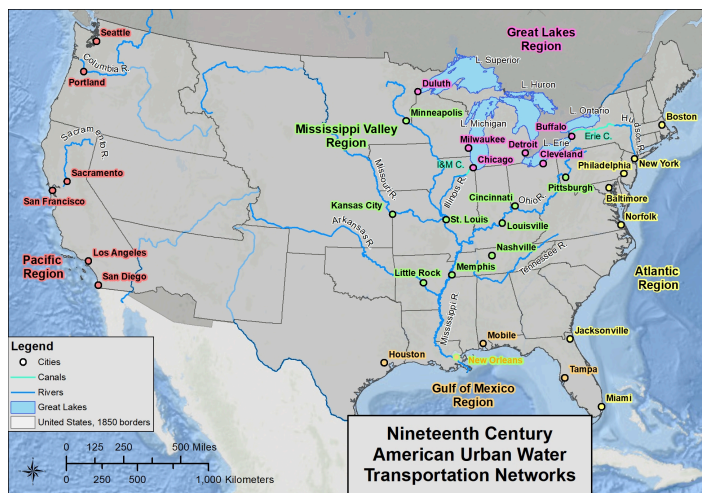 Great Lakes
Region
Seattle
Columbia R.
Portland
L. Superior
Duluth
L. Huron
Minneapolis
L. Michigan
L. Ontario
Boston
Mississippi Valley
Region
Buffalo
Erie C.
Hudson R.
Milwaukee
Detroit
L. Erie
Sacramento R.
I&M C.
Chicago
Cleveland
Philadelphia
New York
Missouri R.
Illinois R.
Sacramento
San Francisco
Cincinnati
Ohio R.
Pittsburgh
Baltimore
Kansas City
St. Louis
Louisville
Norfolk
Arkansas R.
Nashville
Tennessee R.
Pacific
Region
Los Angeles
San Diego
Little Rock
Memphis
Atlantic
Region
Mississippi R.
Mobile
Jacksonville
Houston
New Orleans
Tampa
Gulf of Mexico
Region
Miami
Legend
Cities
Canals
Rivers
Great Lakes
United States, 1850 borders
0 125 250 500 Miles
0 250 500 1,000 Kilometers
Nineteenth Century
American Urban Water
Transportation Networks